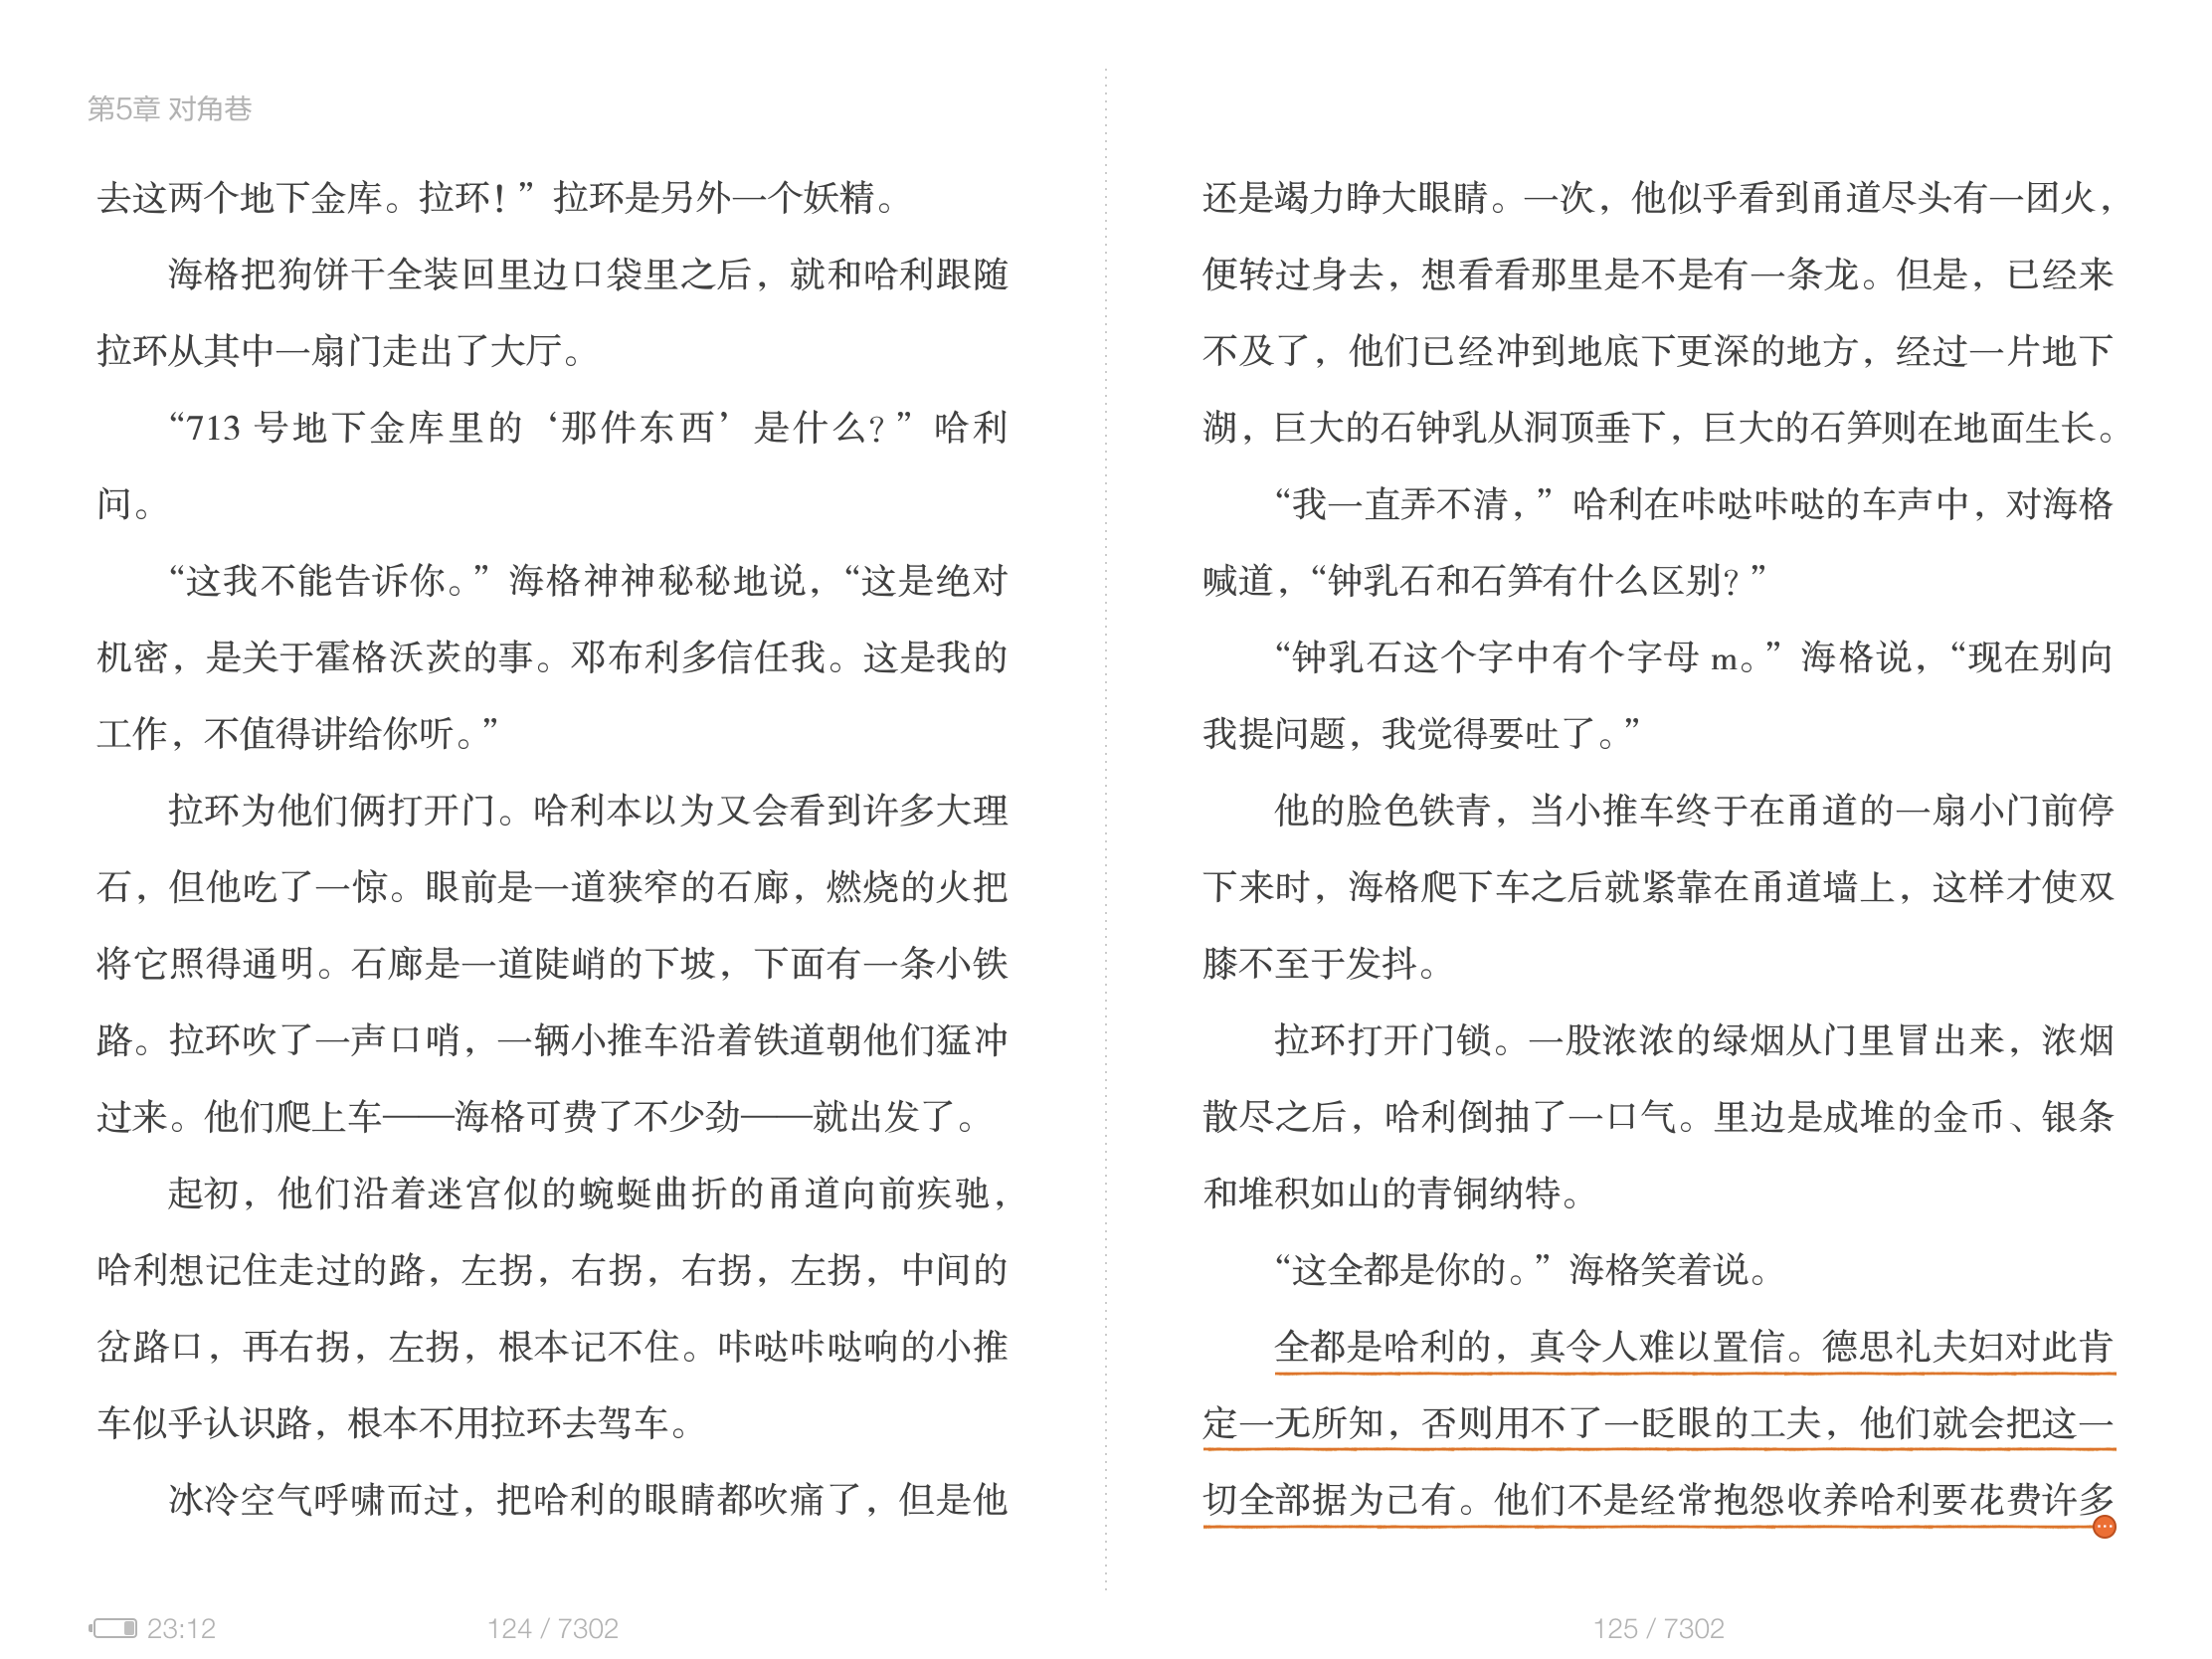 第5章 对角巷
去这两个地下金库。拉环！”拉环是另外一个妖精。
海格把狗饼干全装回里边口袋里之后，就和哈利跟随
拉环从其中一扇门走出了大厅。
“713 号地下金库里的‘那件东西’是什么？”哈利
问。
“这我不能告诉你。”海格神神秘秘地说，“这是绝对
机密，是关于霍格沃茨的事。邓布利多信任我。这是我的
工作，不值得讲给你听。”
拉环为他们俩打开门。哈利本以为又会看到许多大理
石，但他吃了一惊。眼前是一道狭窄的石廊，燃烧的火把
将它照得通明。石廊是一道陡峭的下坡，下面有一条小铁
路。拉环吹了一声口哨，一辆小推车沿着铁道朝他们猛冲
过来。他们爬上车——海格可费了不少劲——就出发了。
起初，他们沿着迷宫似的蜿蜒曲折的甬道向前疾驰，
哈利想记住走过的路，左拐，右拐，右拐，左拐，中间的
岔路口，再右拐，左拐，根本记不住。咔哒咔哒响的小推
车似乎认识路，根本不用拉环去驾车。
冰冷空气呼啸而过，把哈利的眼睛都吹痛了，但是他
还是竭力睁大眼睛。一次，他似乎看到甬道尽头有一团火，
便转过身去，想看看那里是不是有一条龙。但是，已经来
不及了，他们已经冲到地底下更深的地方，经过一片地下
湖，巨大的石钟乳从洞顶垂下，巨大的石笋则在地面生长。
“我一直弄不清，”哈利在咔哒咔哒的车声中，对海格
喊道，“钟乳石和石笋有什么区别？”
“钟乳石这个字中有个字母 m。”海格说，“现在别向
我提问题，我觉得要吐了。”
他的脸色铁青，当小推车终于在甬道的一扇小门前停
下来时，海格爬下车之后就紧靠在甬道墙上，这样才使双
膝不至于发抖。
拉环打开门锁。一股浓浓的绿烟从门里冒出来，浓烟
散尽之后，哈利倒抽了一口气。里边是成堆的金币、银条
和堆积如山的青铜纳特。
“这全都是你的。”海格笑着说。
全都是哈利的，真令人难以置信。德思礼夫妇对此肯
定一无所知，否则用不了一眨眼的工夫，他们就会把这一
切全部据为己有。他们不是经常抱怨收养哈利要花费许多
23:12
124 / 7302
125 / 7302